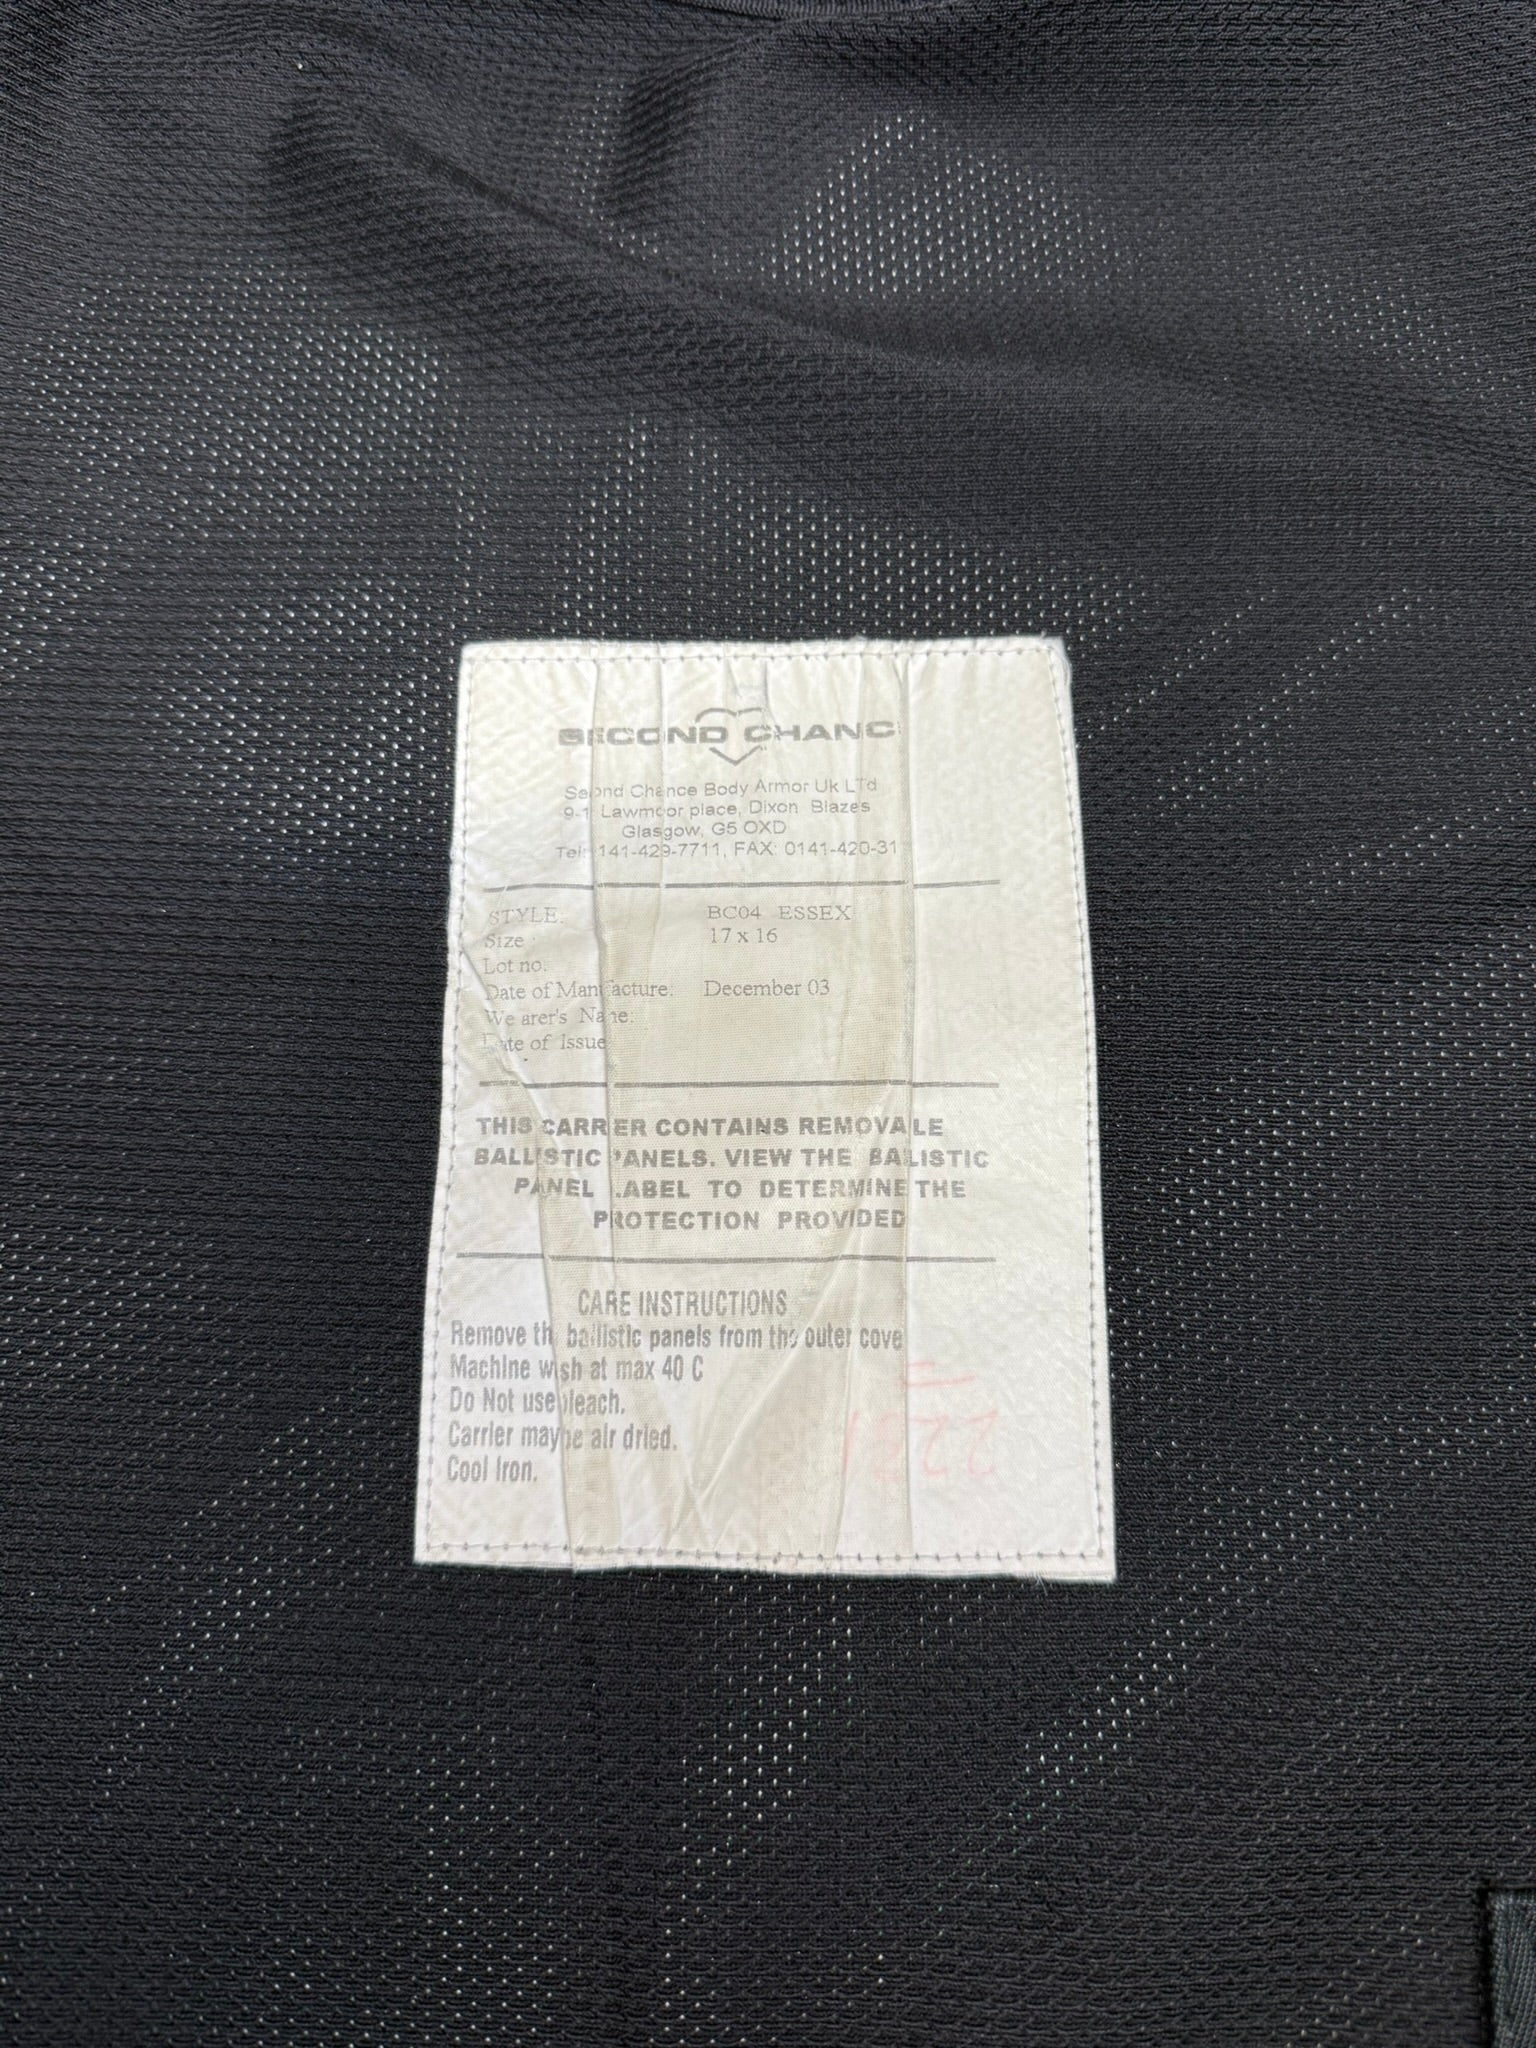 SECOND CHANC
Second Chance Body Armor Uk LTd
Lawmoor place, Dixon Blazes
Glasgow, G5 OXD
Tel: 141-429-7711, FAX: 0141-420-31
STYLE: BC04 ESSEX
Size : 17 x 16
Lot no.
Date of Manufacture: December 03
We arer's Name:
Date of Issue
THIS CARRIER CONTAINS REMOVALE
BALLISTIC PANELS. VIEW THE BALLISTIC
PANEL LABEL TO DETERMINE THE
PROTECTION PROVIDED
CARE INSTRUCTIONS
Remove the ballistic panels from the outer cove
Machine wash at max 40 C
Do Not use bleach.
Carrier may be air dried.
Cool Iron.